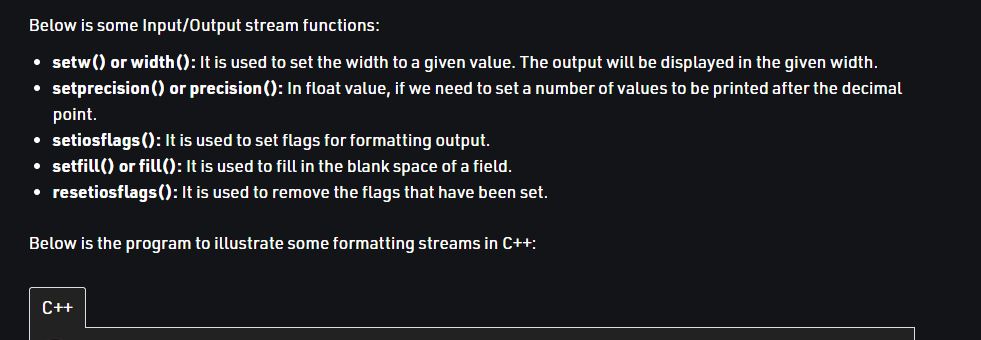 Below is some Input/Output stream functions:
• setw() or width(): It is used to set the width to a given value. The output will be displayed in the given width.
• setprecision() or precision(): In float value, if we need to set a number of values to be printed after the decimal
point.
• setiosflags(): It is used to set flags for formatting output.
• setfill() or fill(): It is used to fill in the blank space of a field.
• resetiosflags(): It is used to remove the flags that have been set.
Below is the program to illustrate some formatting streams in C++:
C++